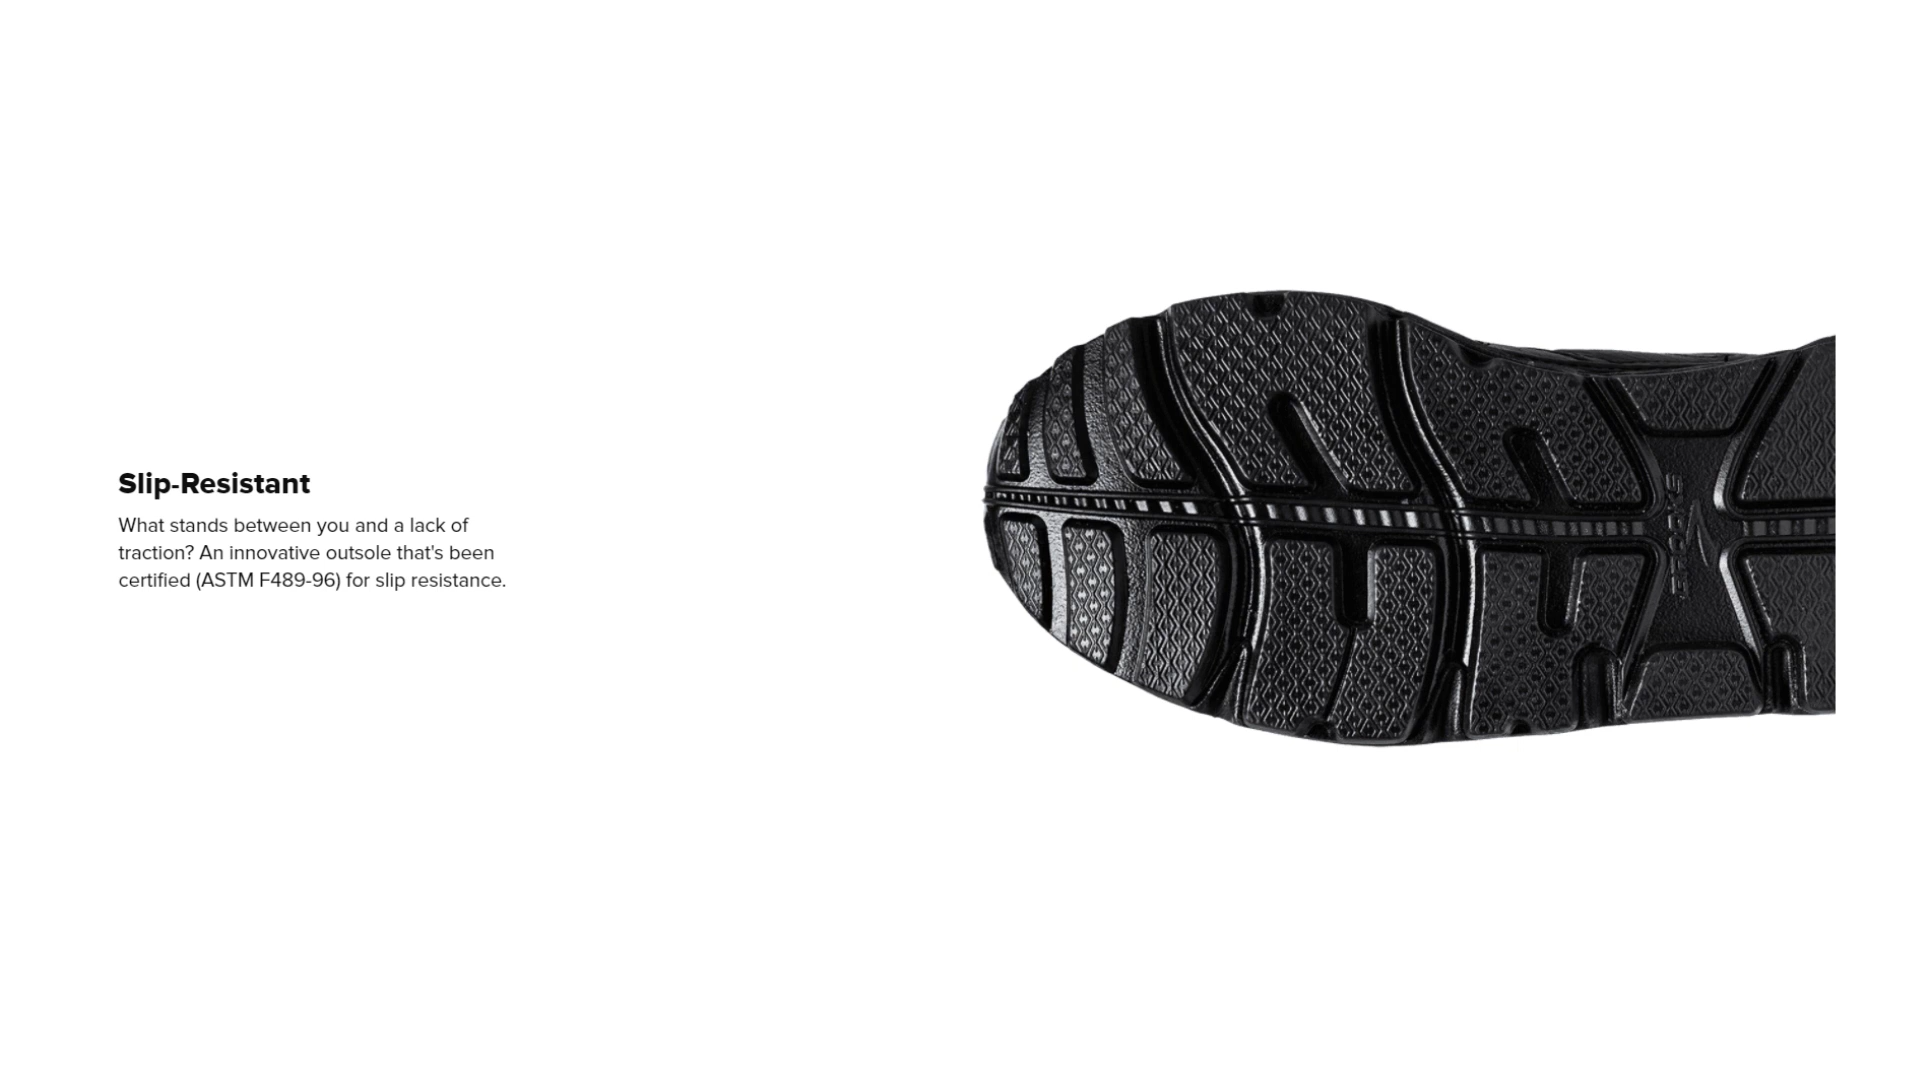 Slip-Resistant
What stands between you and a lack of
traction? An innovative outsole that's been
certified (ASTM F489-96) for slip resistance.